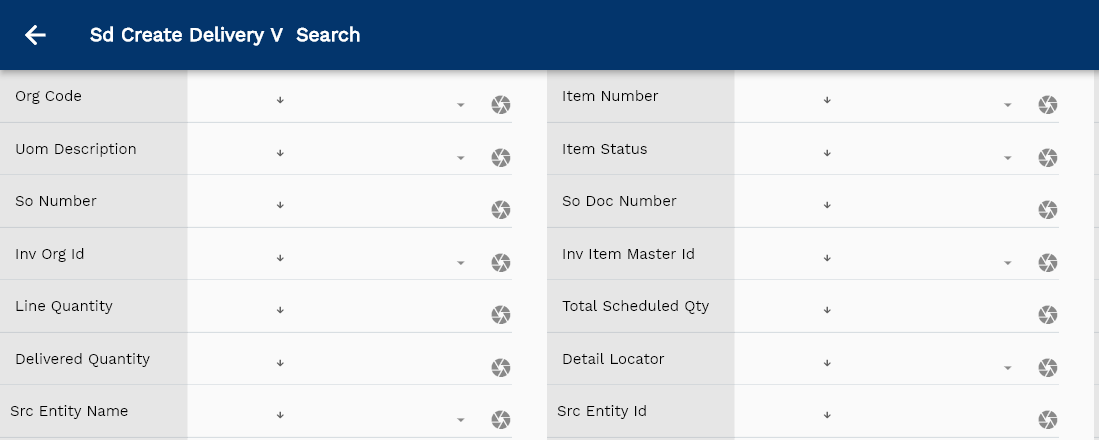 Sd Create Delivery V  Search
Org Code
Item Number
Uom Description
Item Status
So Number
So Doc Number
Inv Org Id
Inv Item Master Id
Line Quantity
Total Scheduled Qty
Delivered Quantity
Detail Locator
Src Entity Name
Src Entity Id